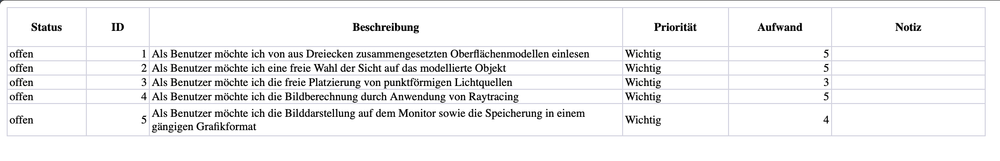 Status ID Beschreibung Priorität Aufwand Notiz
offen 1 Als Benutzer möchte ich von aus Dreiecken zusammengesetzten Oberflächenmodellen einlesen Wichtig 5
offen 2 Als Benutzer möchte ich eine freie Wahl der Sicht auf das modellierte Objekt Wichtig 5
offen 3 Als Benutzer möchte ich die freie Platzierung von punktförmigen Lichtquellen Wichtig 3
offen 4 Als Benutzer möchte ich die Bildberechnung durch Anwendung von Raytracing Wichtig 5
offen 5 Als Benutzer möchte ich die Bilddarstellung auf dem Monitor sowie die Speicherung in einem
gängigen Grafikformat Wichtig 4